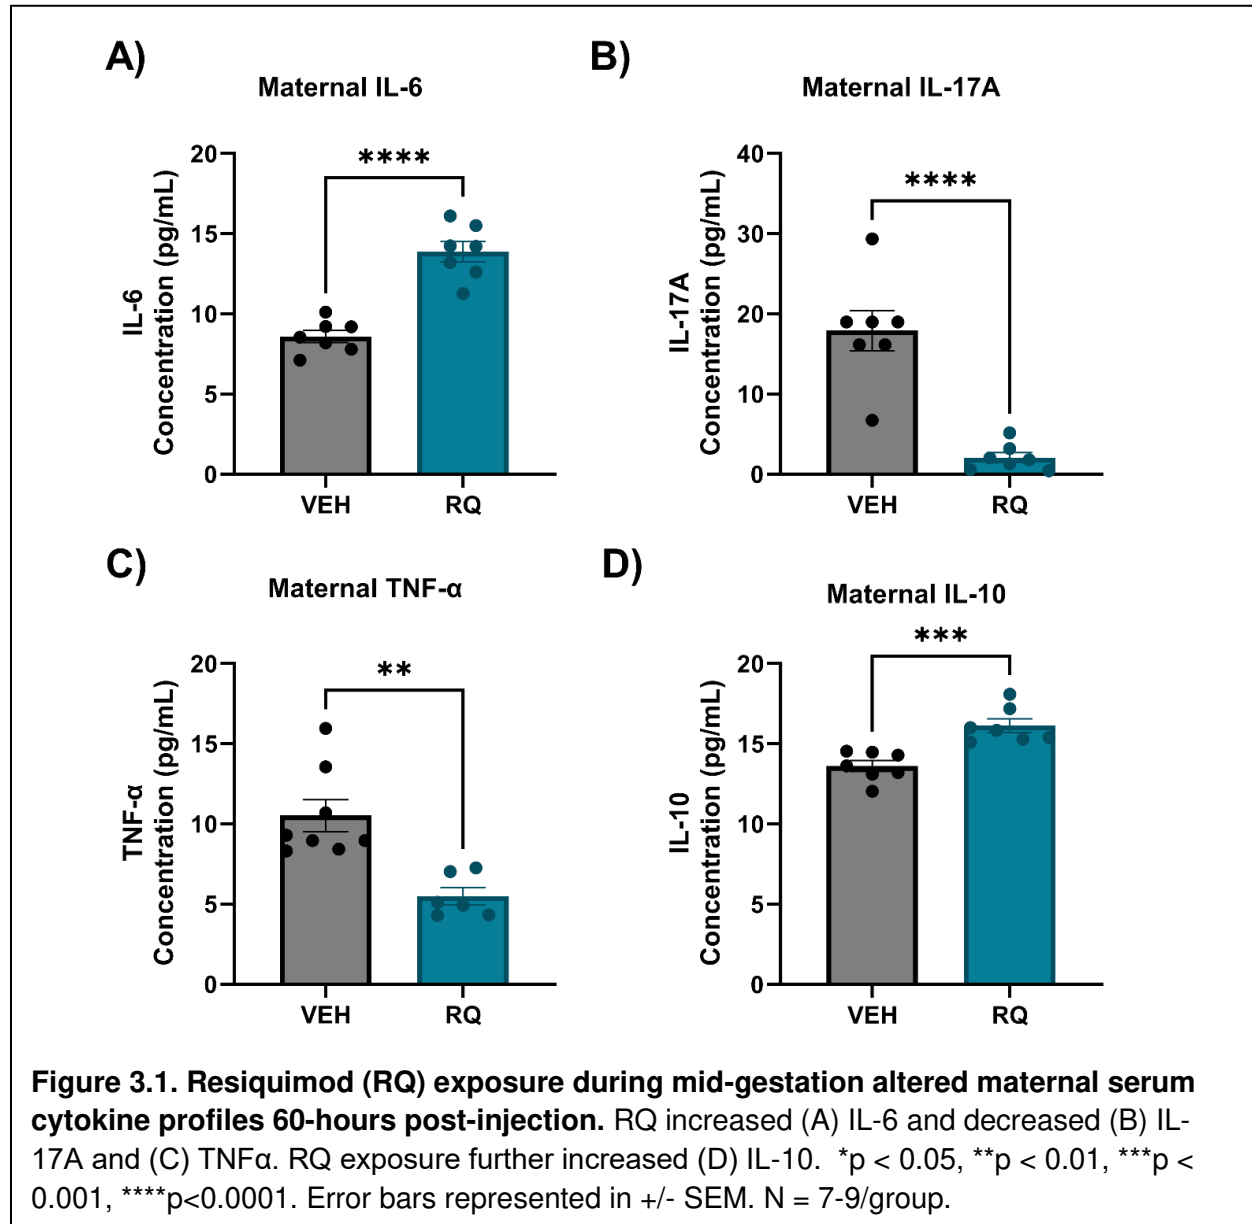 A)
Maternal IL-6
IL-6
Concentration (pg/mL)
20
15
10
5
0
****
VEH
RQ
B)
Maternal IL-17A
IL-17A
Concentration (pg/mL)
40
30
20
10
0
****
VEH
RQ
C)
Maternal TNF-α
TNF-α
Concentration (pg/mL)
20
15
10
5
0
**
VEH
RQ
D)
Maternal IL-10
IL-10
Concentration (pg/mL)
20
15
10
5
0
***
VEH
RQ
Figure 3.1. Resiquimod (RQ) exposure during mid-gestation altered maternal serum
cytokine profiles 60-hours post-injection. RQ increased (A) IL-6 and decreased (B) IL-
17A and (C) TNFα. RQ exposure further increased (D) IL-10. *p < 0.05, **p < 0.01, ***p <
0.001, ****p<0.0001. Error bars represented in +/- SEM. N = 7-9/group.